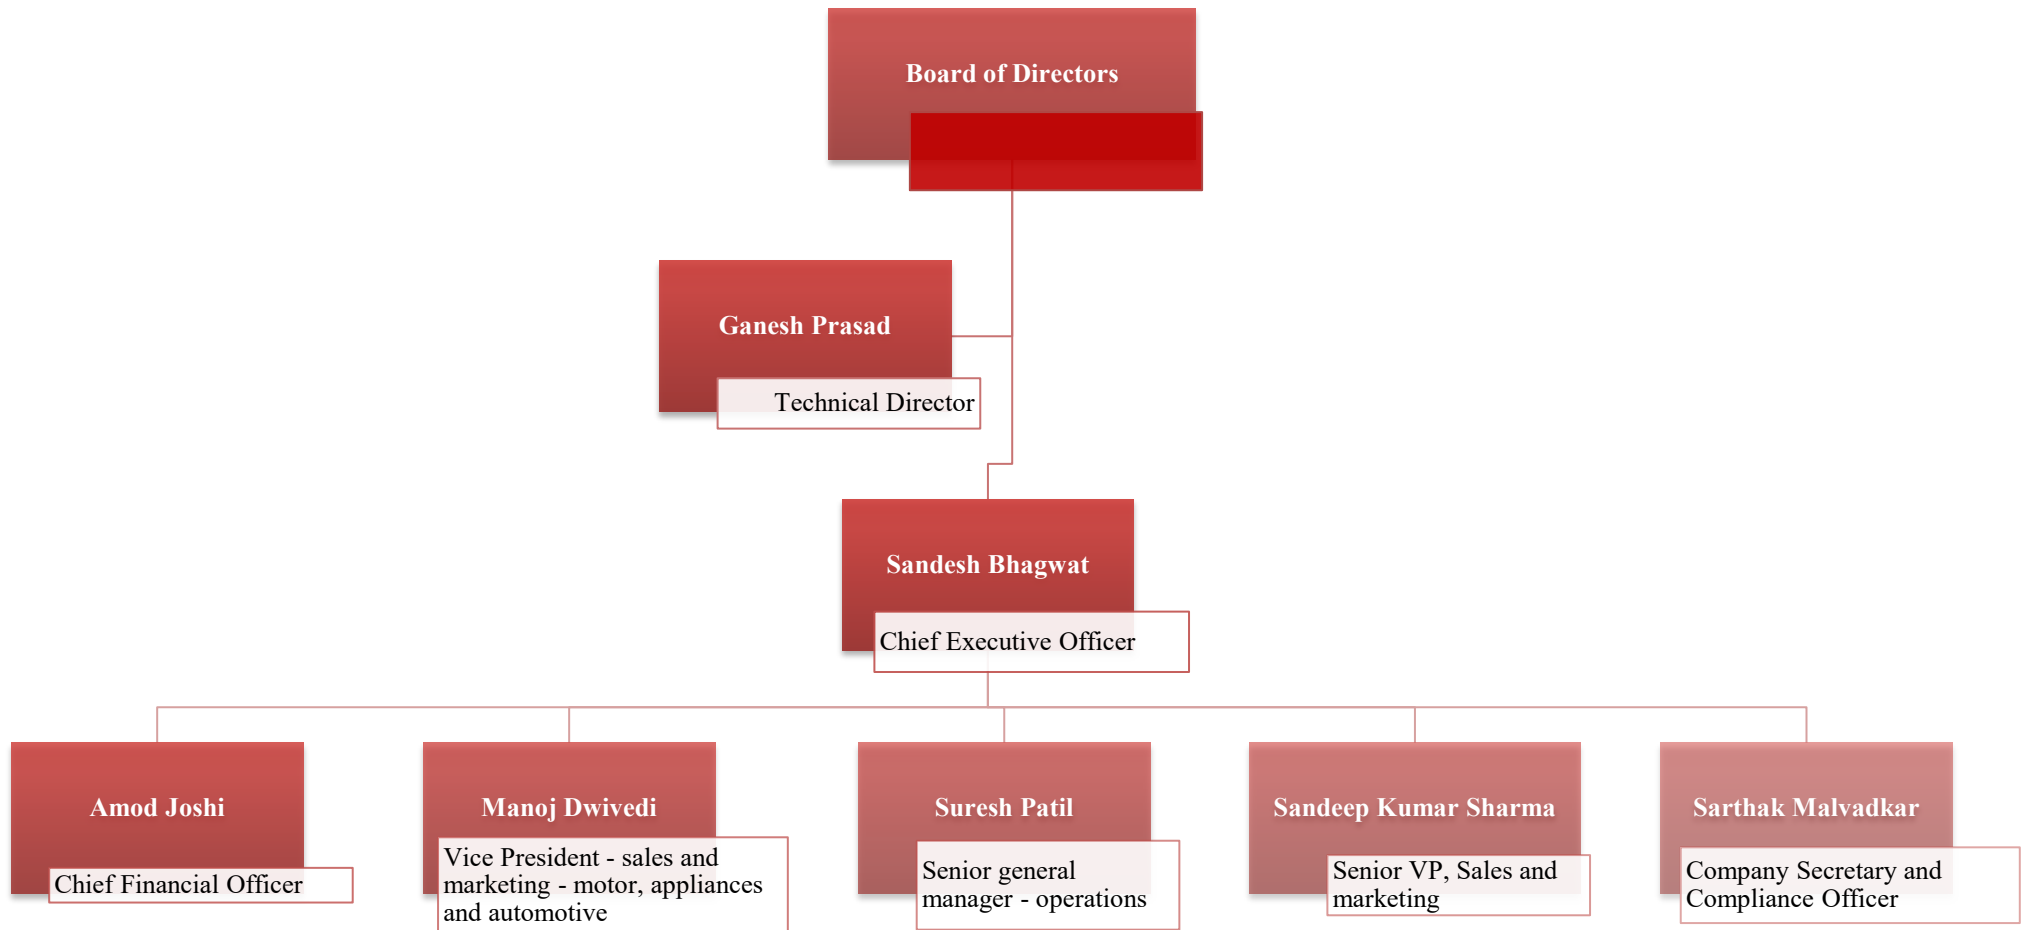 Board of Directors
Ganesh Prasad
Technical Director
Sandesh Bhagwat
Chief Executive Officer
Amod Joshi
Chief Financial Officer
Manoj Dwivedi
Vice President - sales and
marketing - motor, appliances
and automotive
Suresh Patil
Senior general
manager - operations
Sandeep Kumar Sharma
Senior VP, Sales and
marketing
Sarthak Malvadkar
Company Secretary and
Compliance Officer